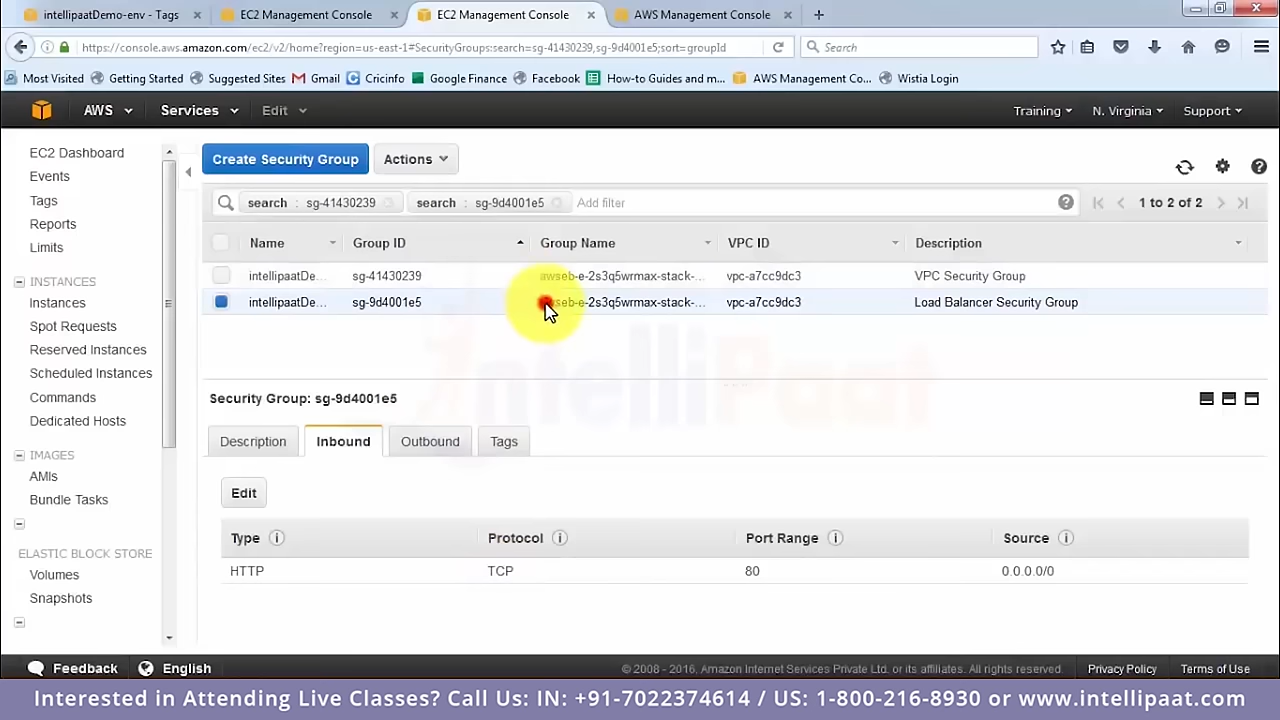 intellipaatDemo-env - Tags
EC2 Management Console
EC2 Management Console
AWS Management Console
https://console.aws.amazon.com/ec2/v2/home?region=us-east-1#SecurityGroups:search=sg-41430239,sg-9d4001e5;sort=groupId
Search
Most Visited Getting Started Suggested Sites Gmail Cricinfo Google Finance Facebook How-to Guides and m... AWS Management Co... Wistia Login
AWS Services Edit Training N. Virginia Support
EC2 Dashboard
Events
Tags
Reports
Limits
INSTANCES
Instances
Spot Requests
Reserved Instances
Scheduled Instances
Commands
Dedicated Hosts
IMAGES
AMIs
Bundle Tasks
ELASTIC BLOCK STORE
Volumes
Snapshots
Create Security Group Actions
search : sg-41430239 search : sg-9d4001e5 Add filter 1 to 2 of 2
Name Group ID Group Name VPC ID Description
intellipaatDe... sg-41430239 awseb-e-2s3q5wrmax-stack-... vpc-a7cc9dc3 VPC Security Group
intellipaatDe... sg-9d4001e5 awseb-e-2s3q5wrmax-stack-... vpc-a7cc9dc3 Load Balancer Security Group
IntelliPaat
Security Group: sg-9d4001e5
Description Inbound Outbound Tags
Edit
Type Protocol Port Range Source
HTTP TCP 80 0.0.0.0/0
Feedback English © 2008 - 2016, Amazon Internet Services Private Ltd. or its affiliates. All rights reserved. Privacy Policy Terms of Use
Interested in Attending Live Classes? Call Us: IN: +91-7022374614 / US: 1-800-216-8930 or www.intellipaat.com